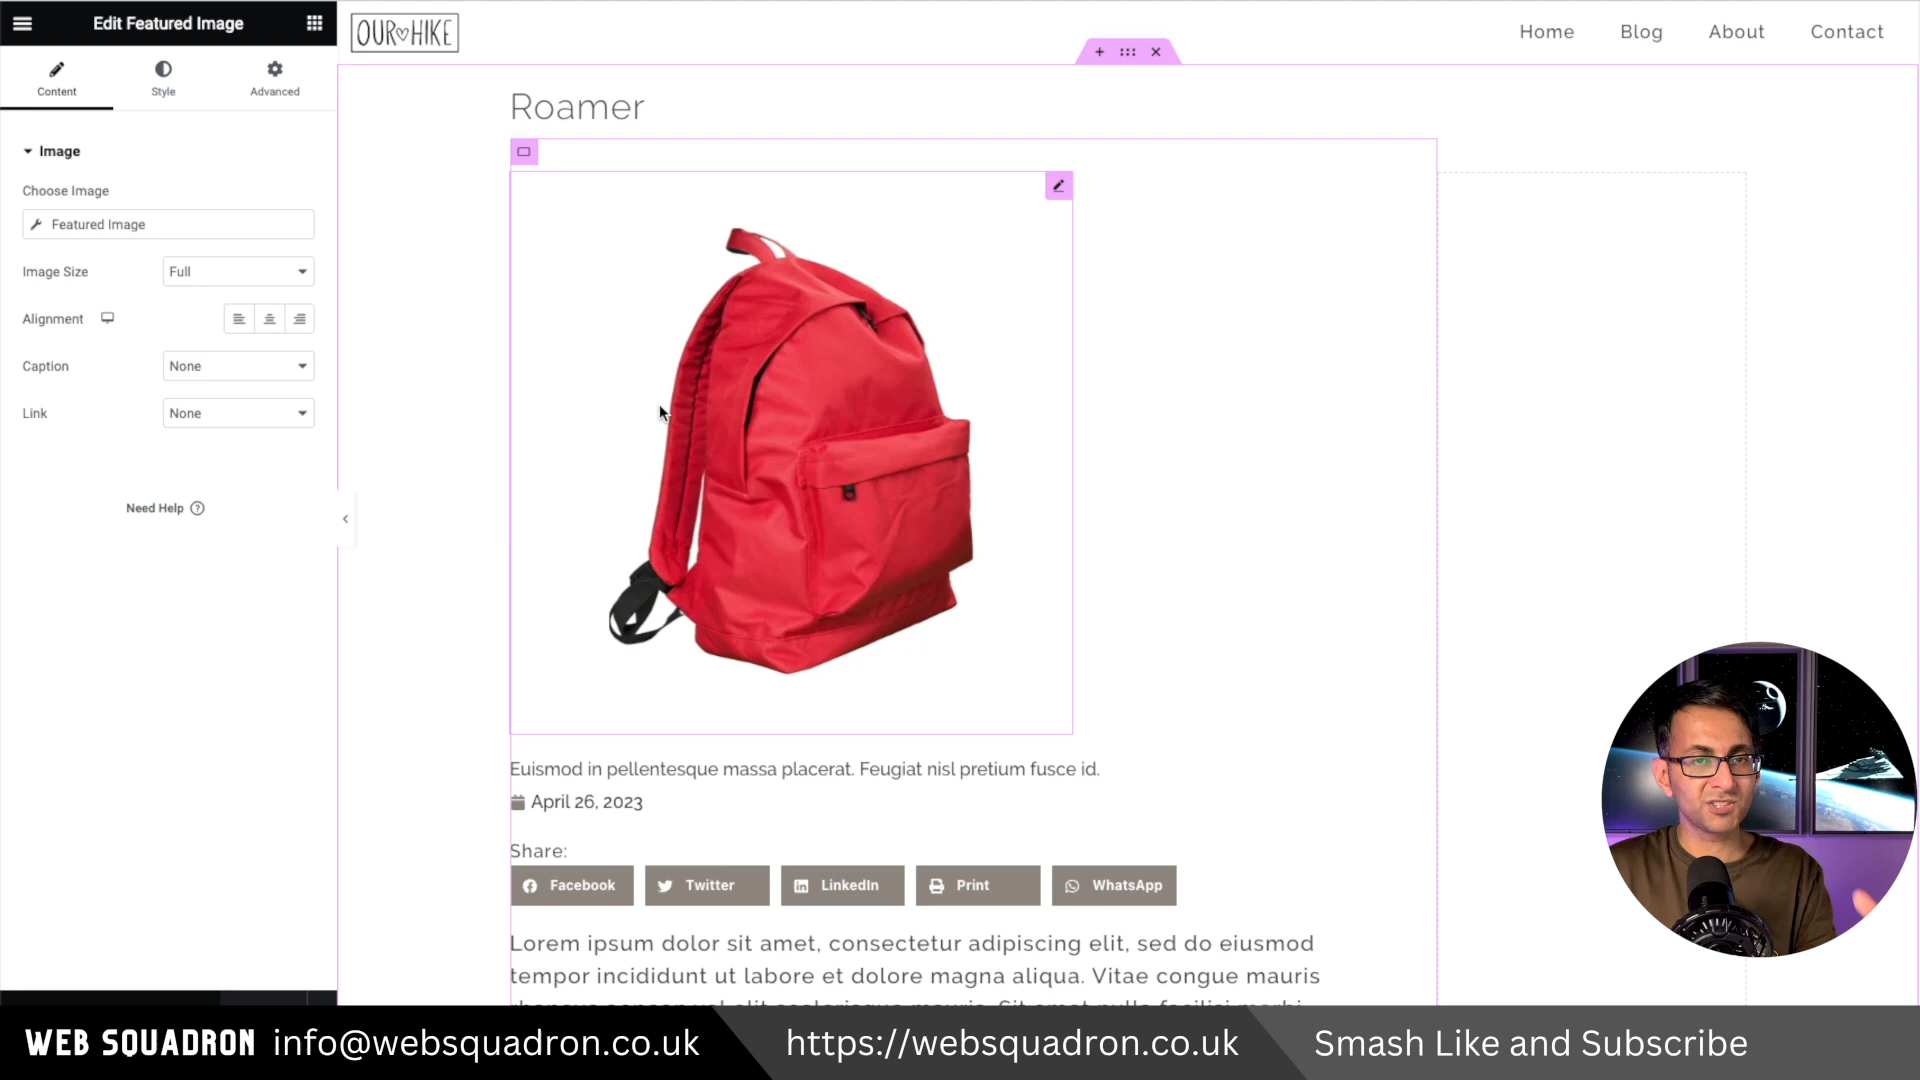 Edit Featured Image
OUR HIKE
Home
Blog
About
Contact
Content
Style
Advanced
Roamer
Image
Choose Image
Featured Image
Image Size
Full
Alignment
Caption
None
Link
None
Need Help
Euismod in pellentesque massa placerat. Feugiat nisl pretium fusce id.
April 26, 2023
Share:
Facebook
Twitter
LinkedIn
Print
WhatsApp
Lorem ipsum dolor sit amet, consectetur adipiscing elit, sed do eiusmod
tempor incididunt ut labore et dolore magna aliqua. Vitae congue mauris
WEB SQUADRON info@websquadron.co.uk
https://websquadron.co.uk
Smash Like and Subscribe